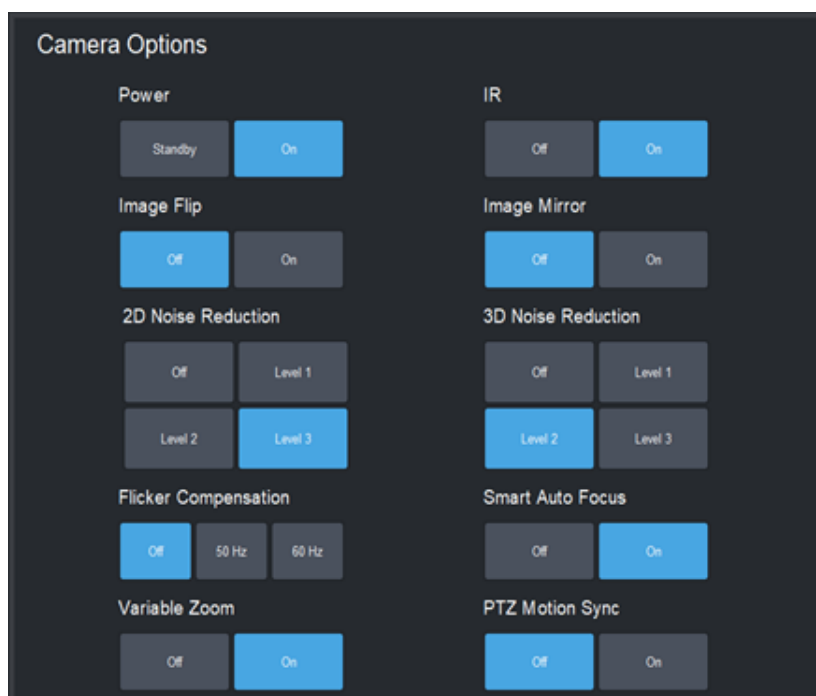 Camera Options
Power IR
Standby On Off On
Image Flip Image Mirror
Off On Off On
2D Noise Reduction 3D Noise Reduction
Off Level 1 Off Level 1
Level 2 Level 3 Level 2 Level 3
Flicker Compensation Smart Auto Focus
Off 50 Hz 60 Hz Off On
Variable Zoom PTZ Motion Sync
Off On Off On